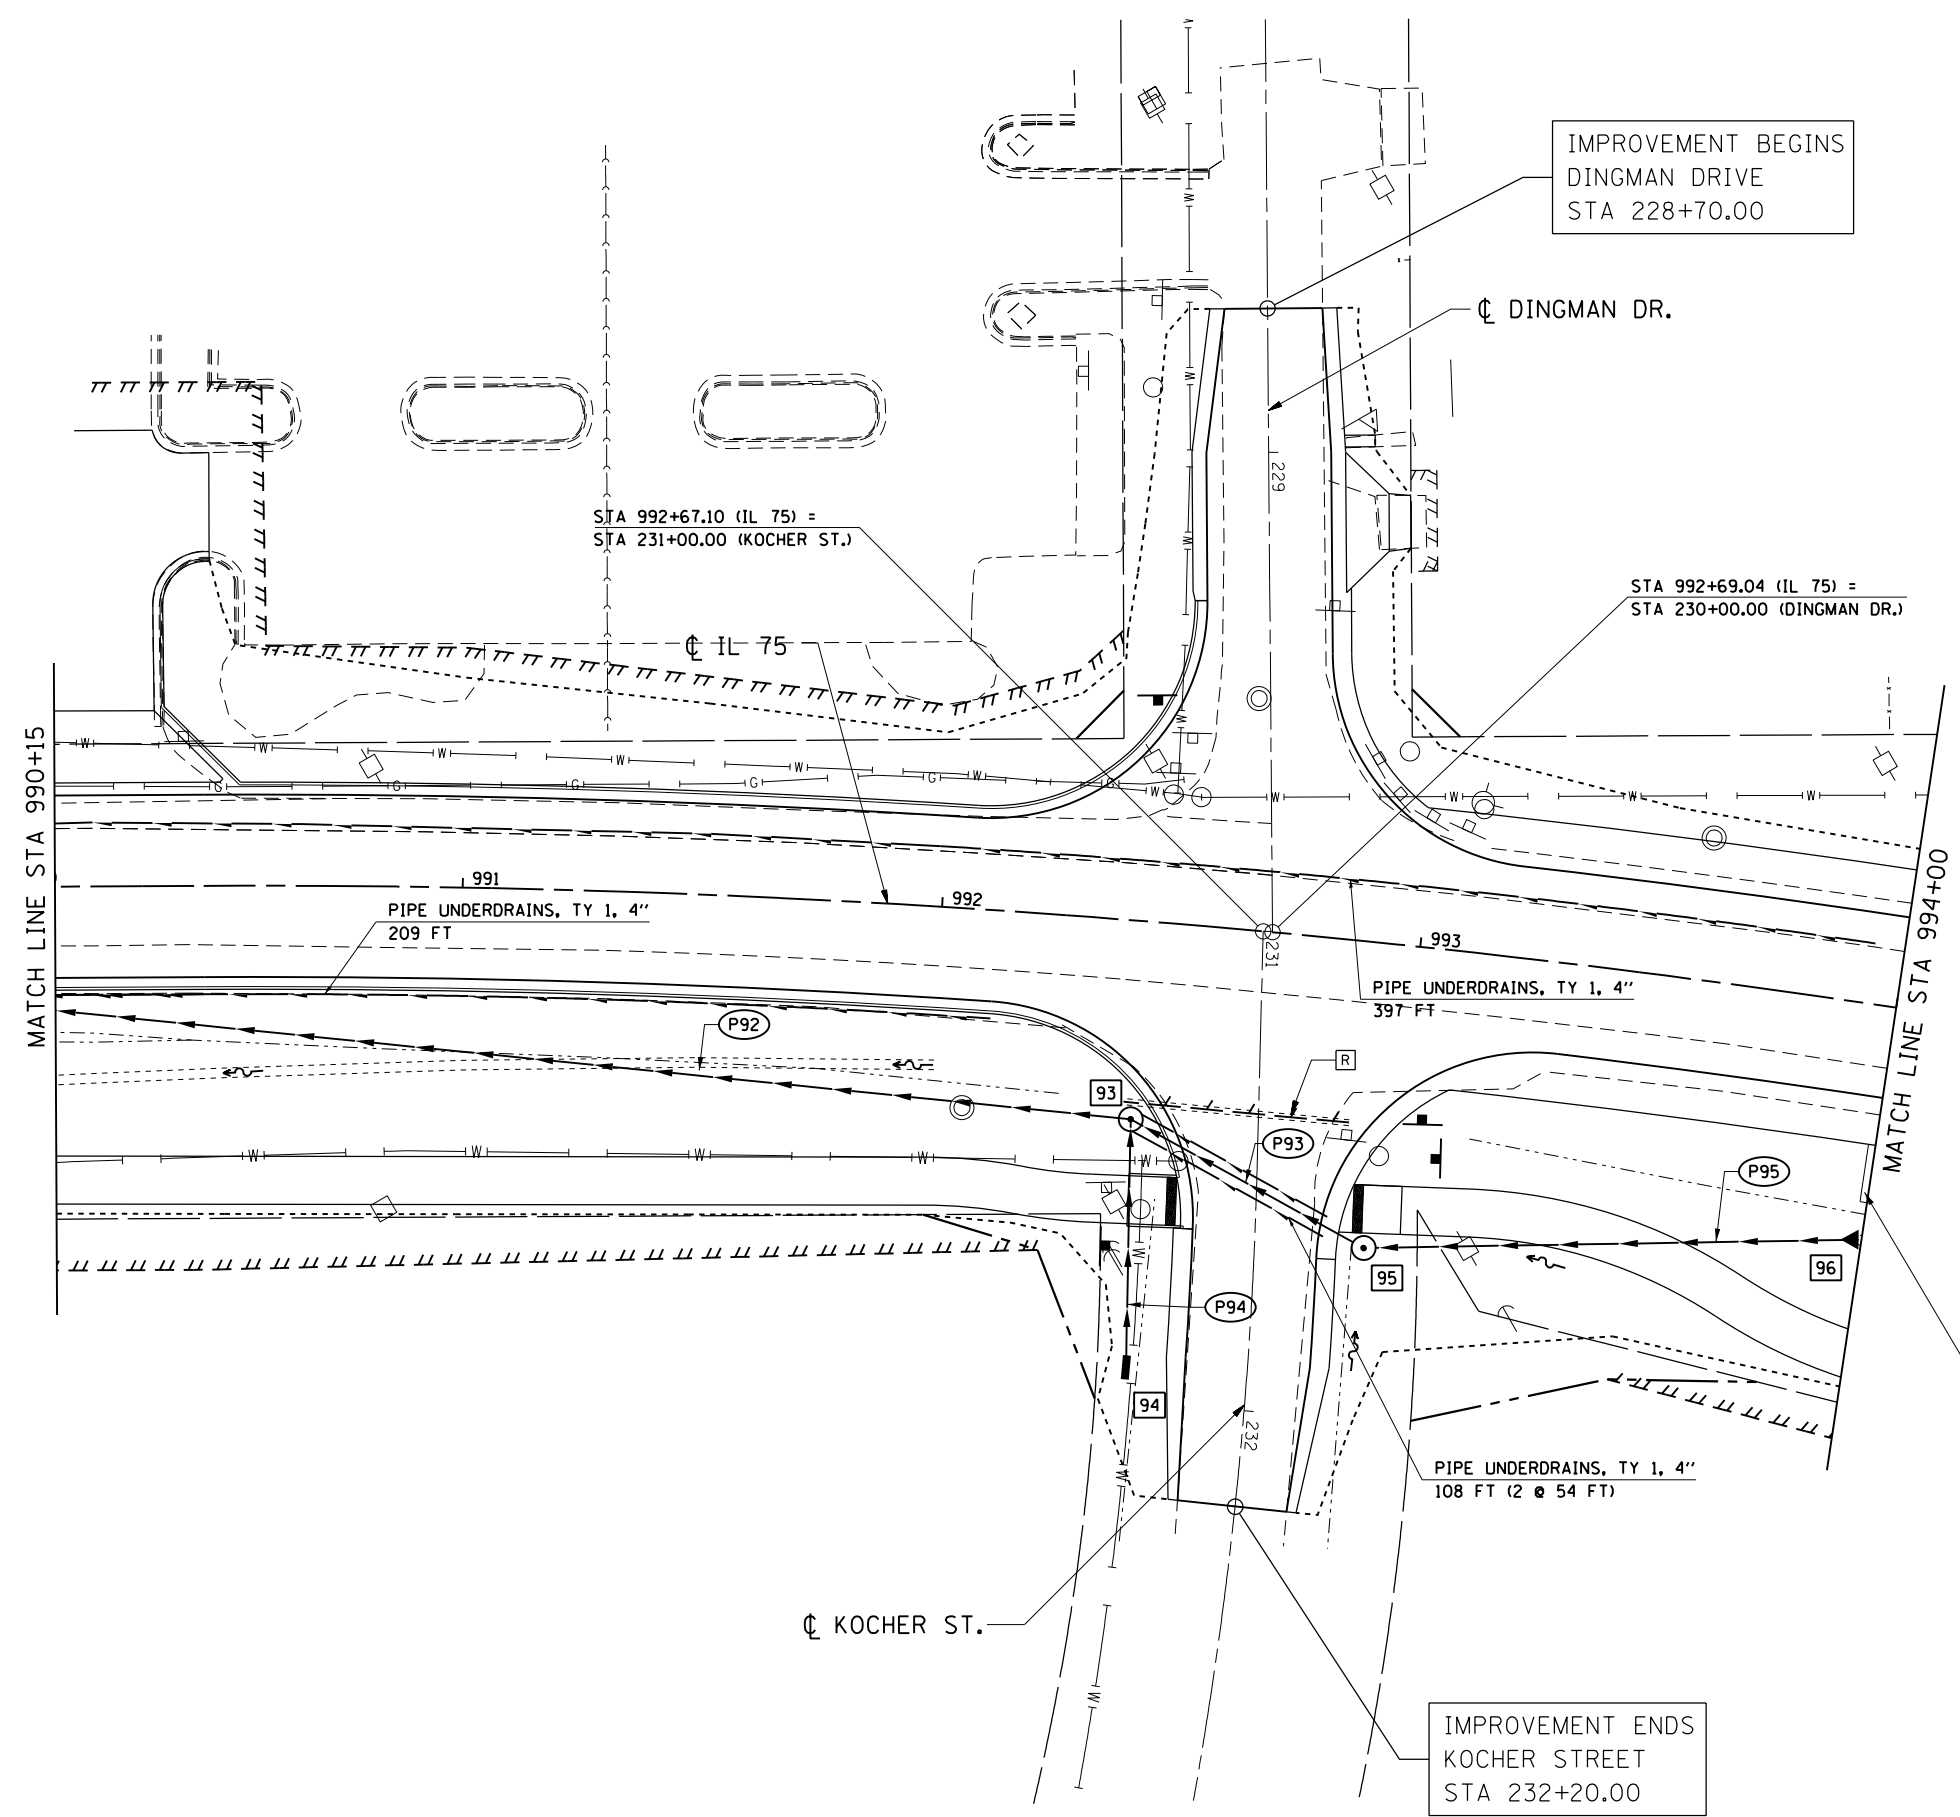 IMPROVEMENT BEGINS
DINGMAN DRIVE
STA 228+70.00
℄ DINGMAN DR.
229
STA 992+67.10 (IL 75) =
STA 231+00.00 (KOCHER ST.)
STA 992+69.04 (IL 75) =
STA 230+00.00 (DINGMAN DR.)
℄ IL 75
MATCH LINE STA 990+15
MATCH LINE STA 994+00
991
992
993
231
PIPE UNDERDRAINS, TY 1, 4''
209 FT
PIPE UNDERDRAINS, TY 1, 4''
397 FT
P92
R
93
P93
P95
95
96
P94
94
232
PIPE UNDERDRAINS, TY 1, 4''
108 FT (2 @ 54 FT)
℄ KOCHER ST.
IMPROVEMENT ENDS
KOCHER STREET
STA 232+20.00